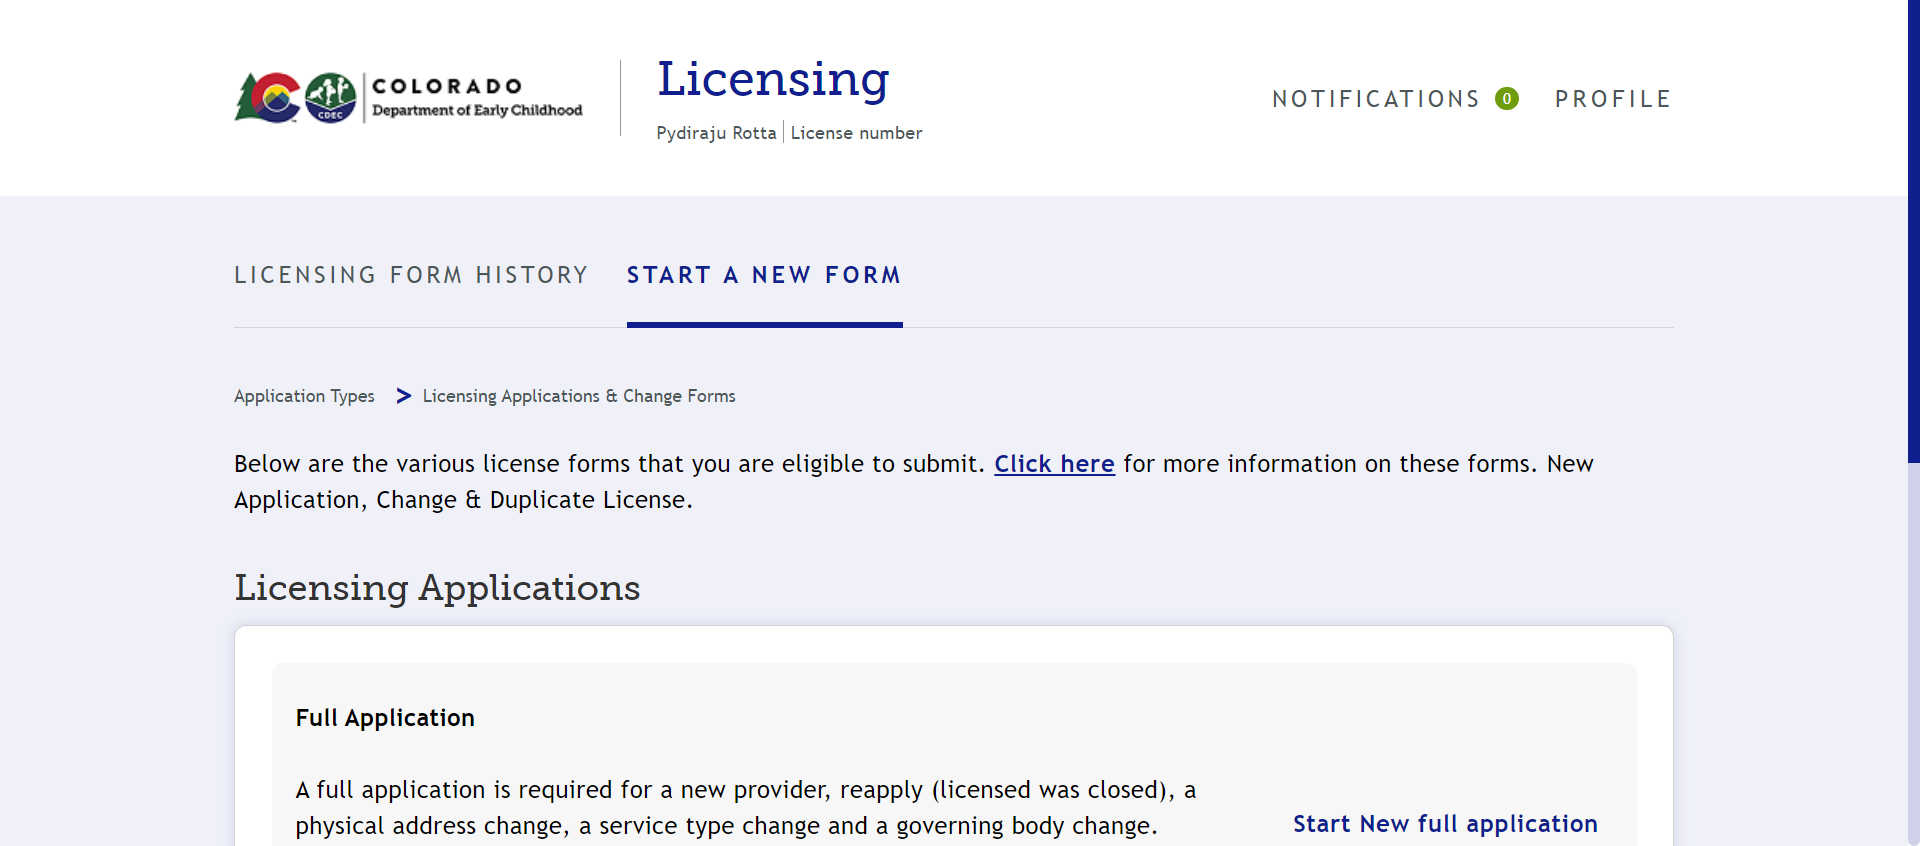 COLORADO
Department of Early Childhood
CDEC
Licensing
Pydiraju Rotta | License number
NOTIFICATIONS 0 PROFILE
LICENSING FORM HISTORY START A NEW FORM
Application Types > Licensing Applications & Change Forms
Below are the various license forms that you are eligible to submit. Click here for more information on these forms. New
Application, Change & Duplicate License.
Licensing Applications
Full Application
A full application is required for a new provider, reapply (licensed was closed), a
physical address change, a service type change and a governing body change.
Start New full application